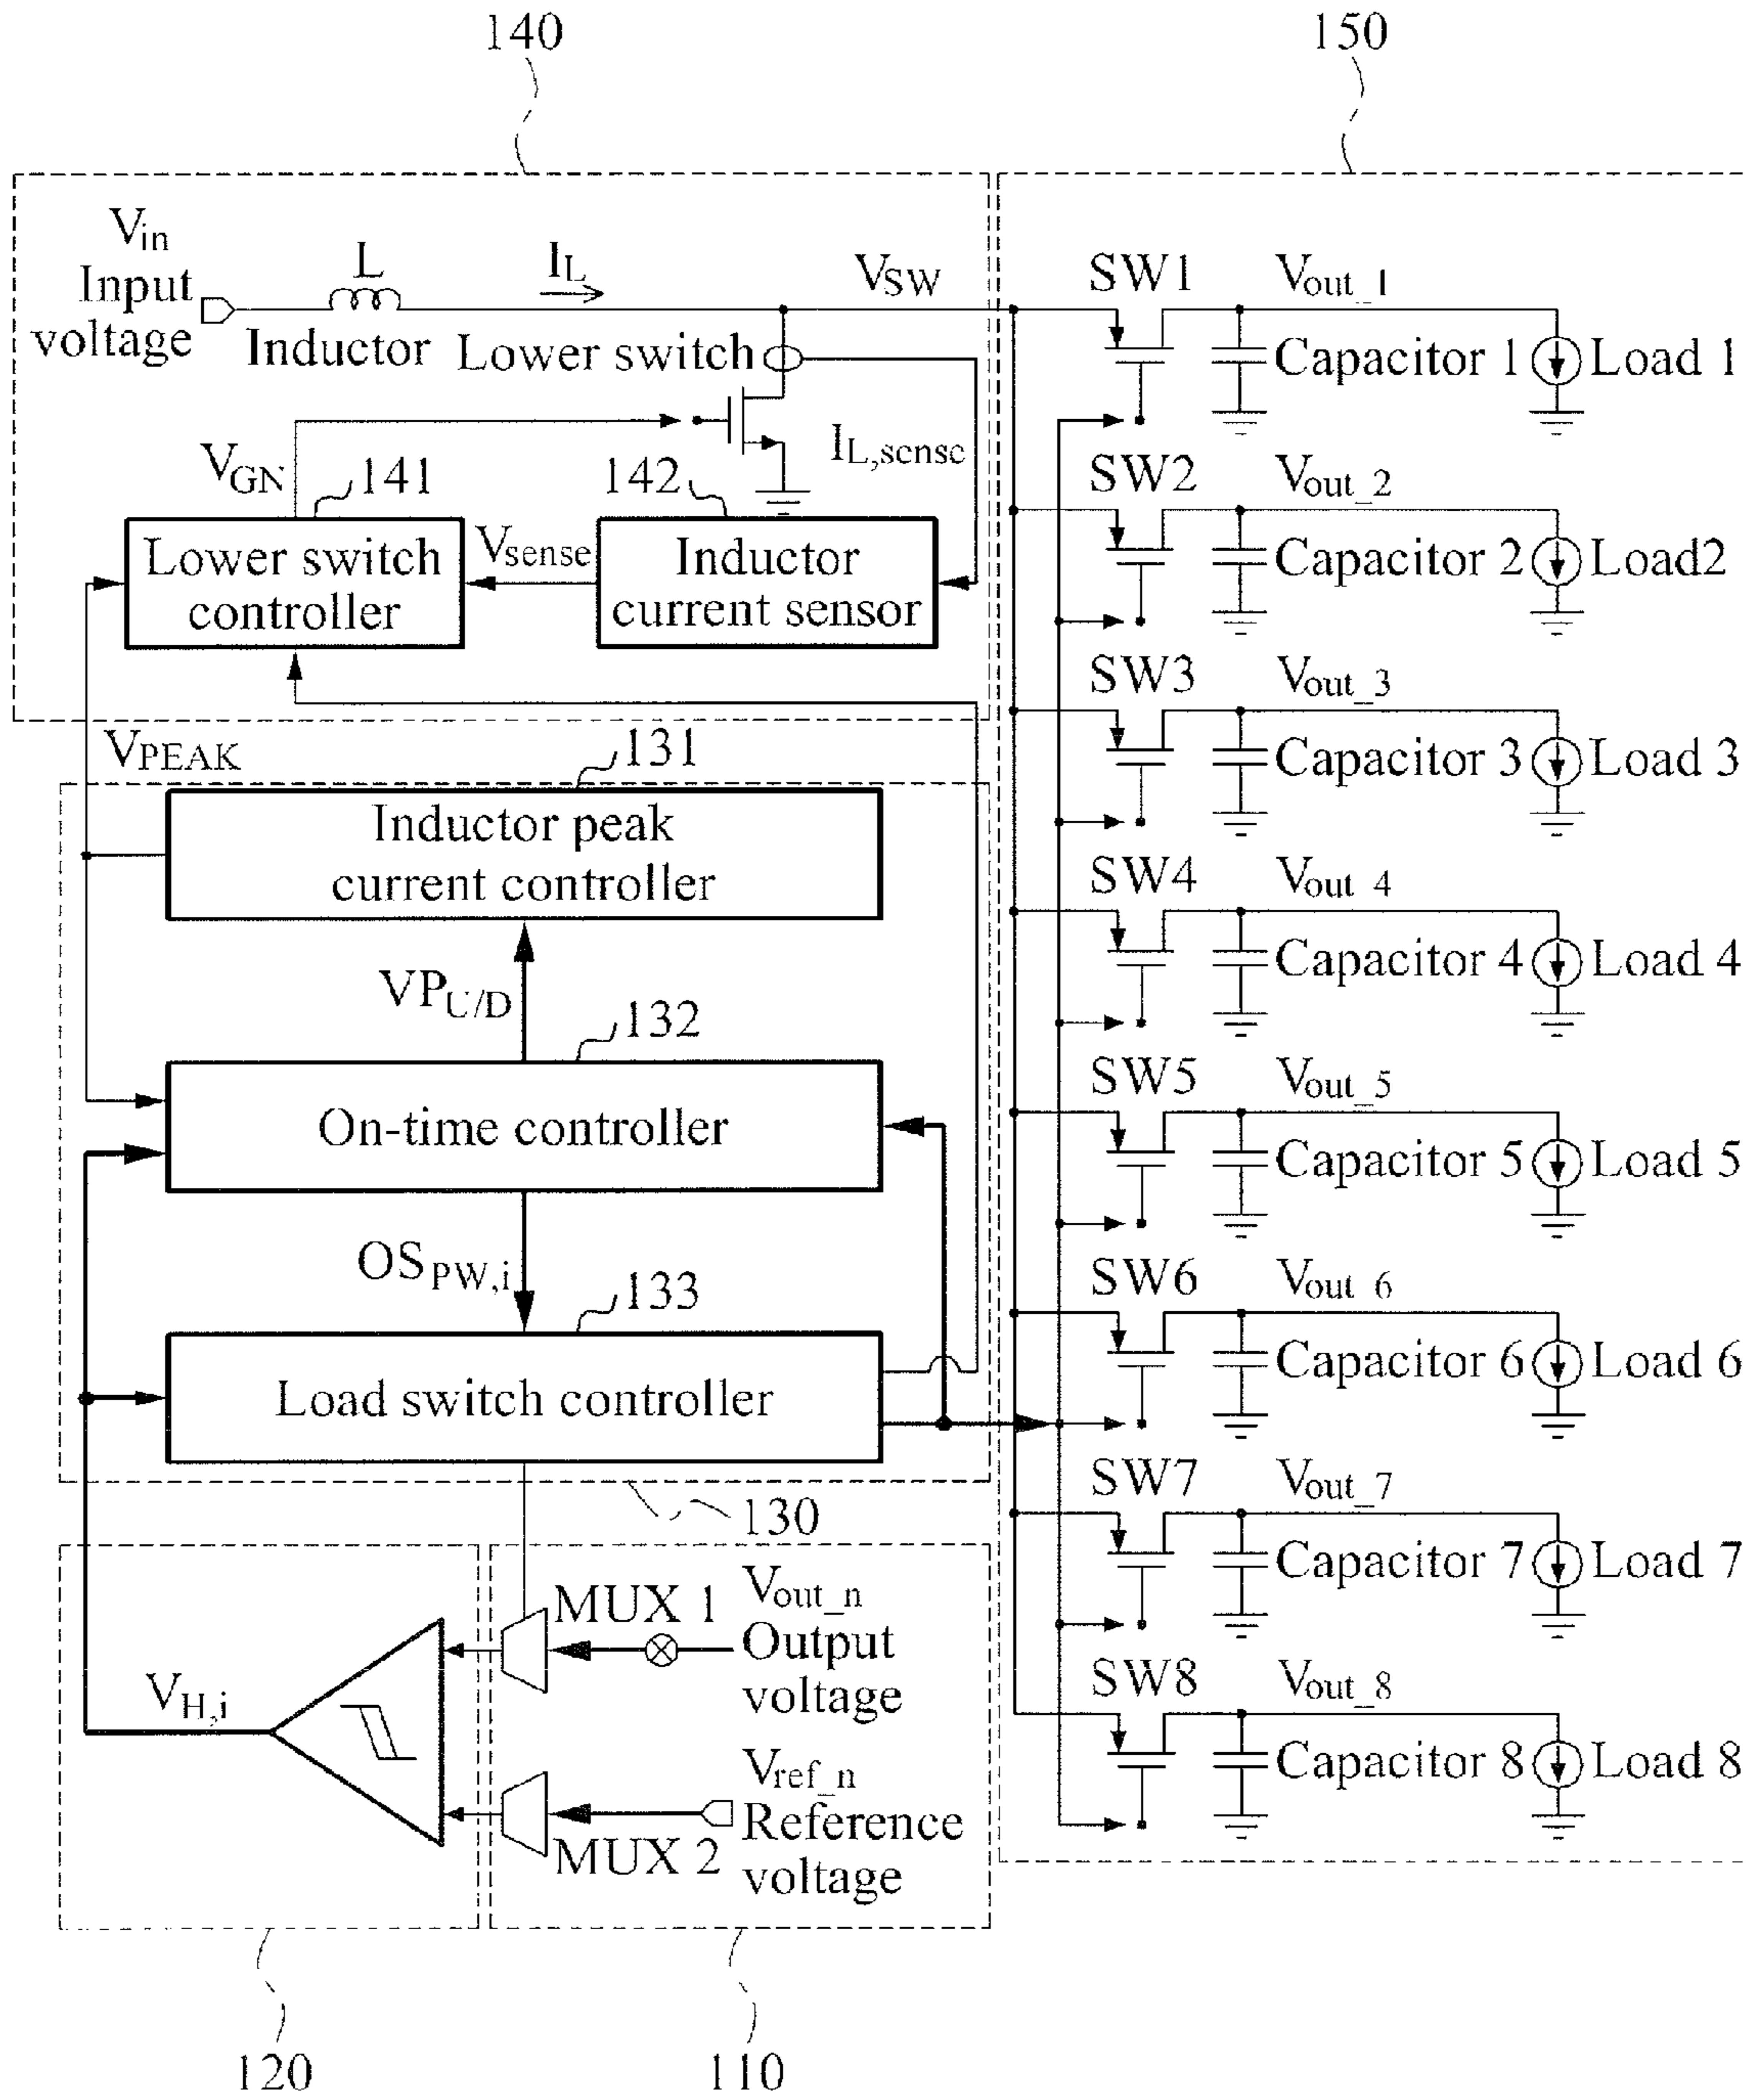 140
150
Vin
Input
voltage
L
Inductor
IL
VSW
Lower switch
IL,sense
VGN
141
142
Lower switch
controller
Vsense
Inductor
current sensor
VPEAK
131
Inductor peak
current controller
VPU/D
132
On-time controller
OSPW,i
133
Load switch controller
130
MUX 1
Vout_n
Output
voltage
VH,i
Vref_n
Reference
voltage
MUX 2
120
110
SW1
Vout_1
Capacitor 1
Load 1
SW2
Vout_2
Capacitor 2
Load2
SW3
Vout_3
Capacitor 3
Load 3
SW4
Vout_4
Capacitor 4
Load 4
SW5
Vout_5
Capacitor 5
Load 5
SW6
Vout_6
Capacitor 6
Load 6
SW7
Vout_7
Capacitor 7
Load 7
SW8
Vout_8
Capacitor 8
Load 8